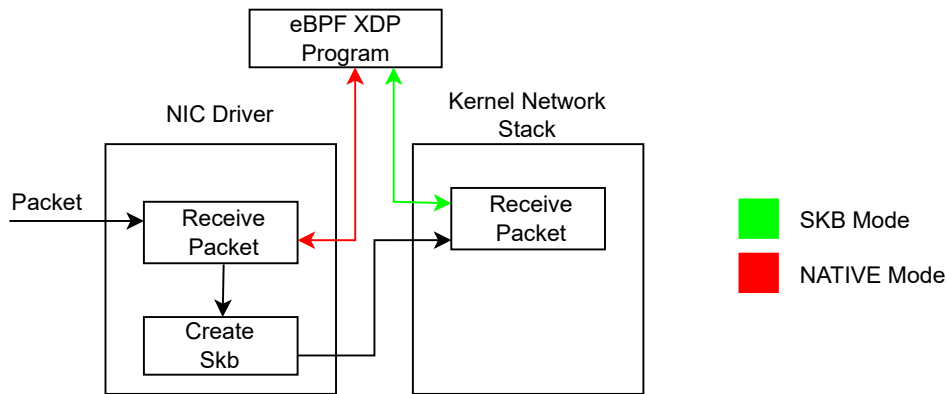 eBPF XDP
Program
NIC Driver
Kernel Network
Stack
Packet
Receive
Packet
Create
Skb
Receive
Packet
SKB Mode
NATIVE Mode